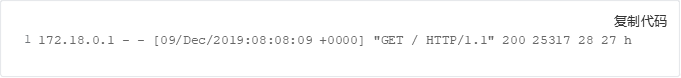 复制代码
1 172.18.0.1 - - [09/Dec/2019:08:08:09 +0000] "GET / HTTP/1.1" 200 25317 28 27 h